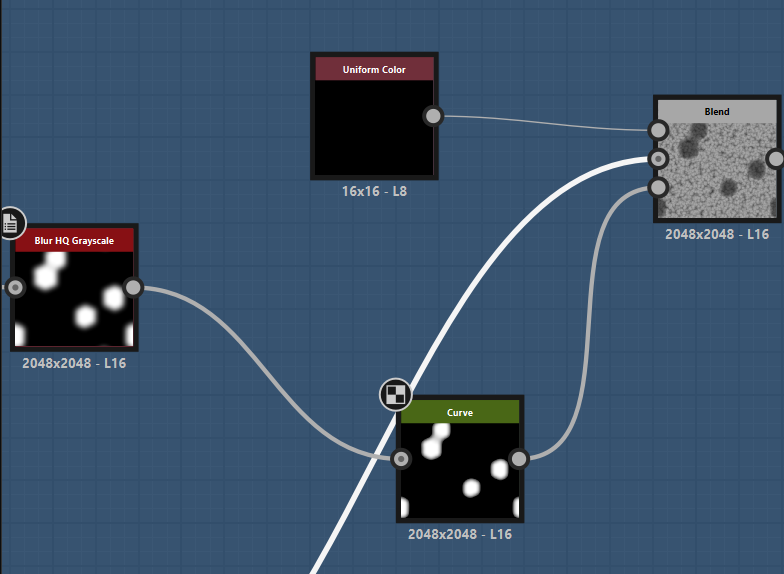 Uniform Color
16x16 - L8
Blend
2048x2048 - L16
Blur HQ Grayscale
2048x2048 - L16
Curve
2048x2048 - L16